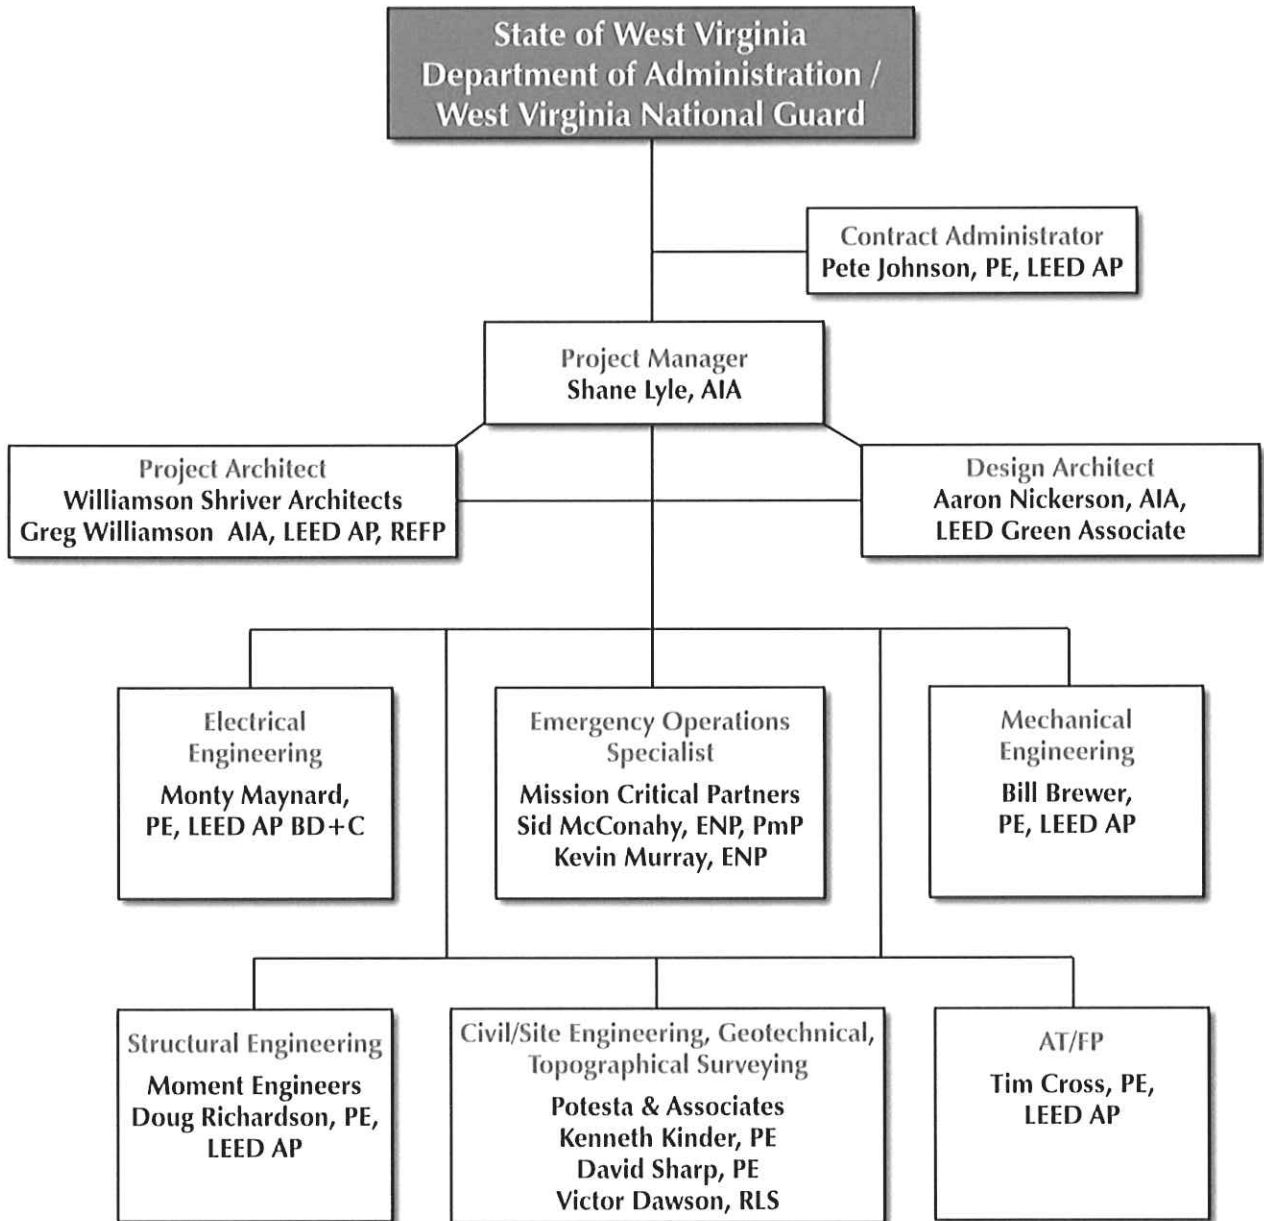 State of West Virginia
Department of Administration /
West Virginia National Guard
Contract Administrator
Pete Johnson, PE, LEED AP
Project Manager
Shane Lyle, AIA
Project Architect
Williamson Shriver Architects
Greg Williamson AIA, LEED AP, REFP
Design Architect
Aaron Nickerson, AIA,
LEED Green Associate
Electrical
Engineering
Monty Maynard,
PE, LEED AP BD+C
Emergency Operations
Specialist
Mission Critical Partners
Sid McConahy, ENP, PmP
Kevin Murray, ENP
Mechanical
Engineering
Bill Brewer,
PE, LEED AP
Structural Engineering
Moment Engineers
Doug Richardson, PE,
LEED AP
Civil/Site Engineering, Geotechnical,
Topographical Surveying
Potesta & Associates
Kenneth Kinder, PE
David Sharp, PE
Victor Dawson, RLS
AT/FP
Tim Cross, PE,
LEED AP